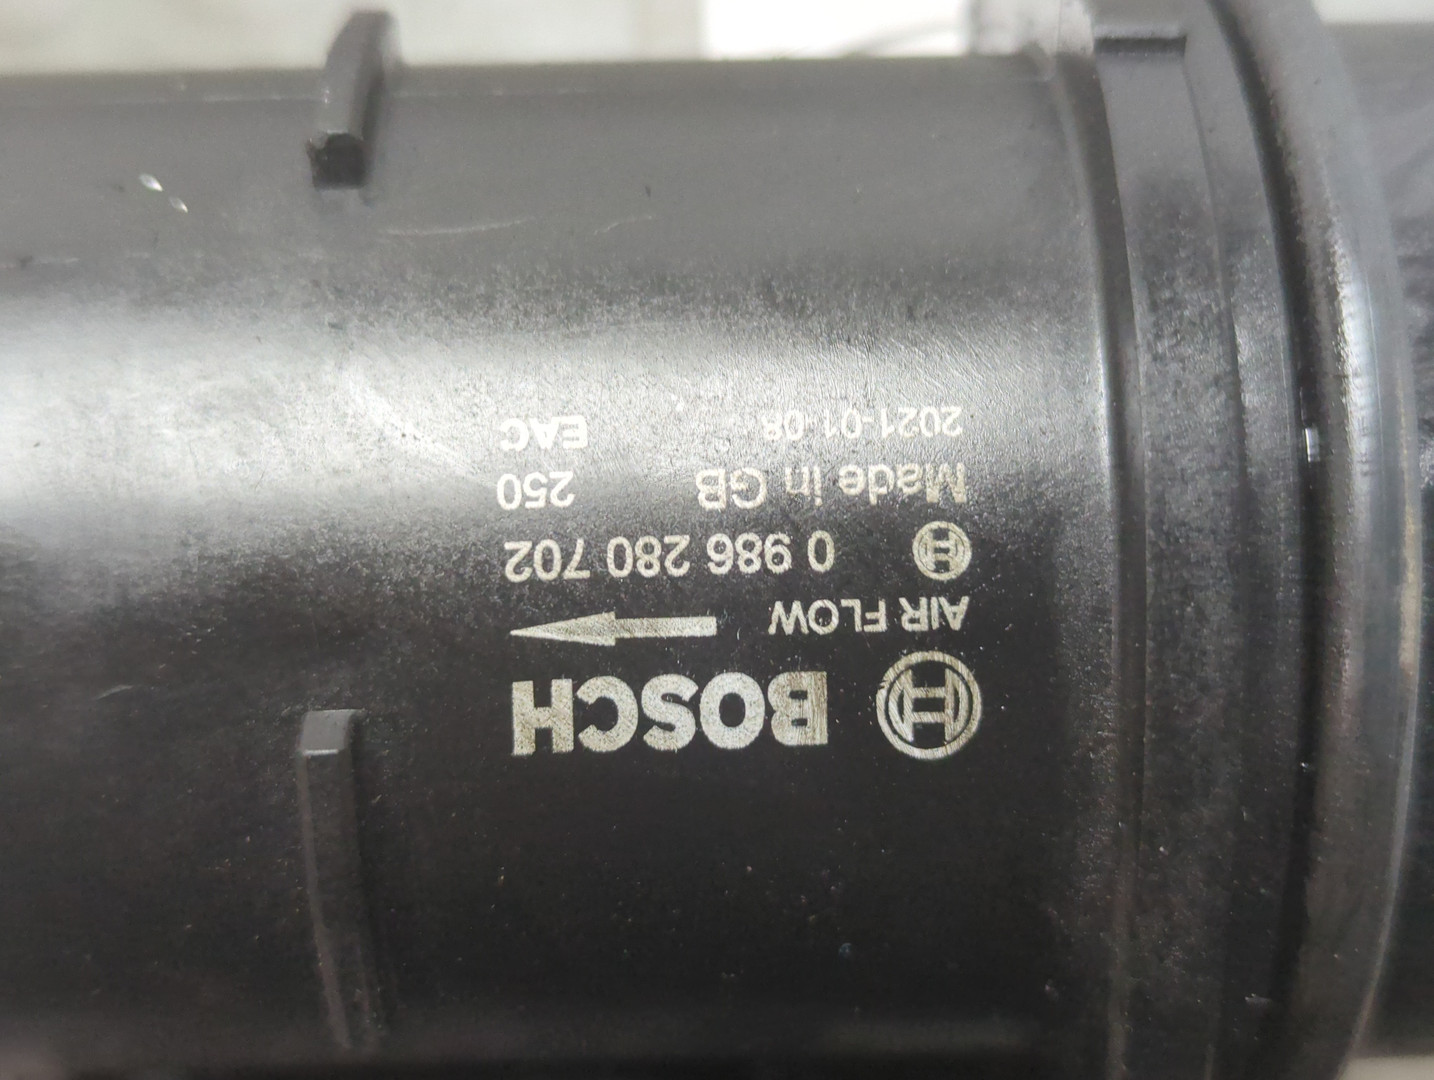 BOSCH
AIR FLOW
0 986 280 702
Made in GB 250
2021-01-08 EAC